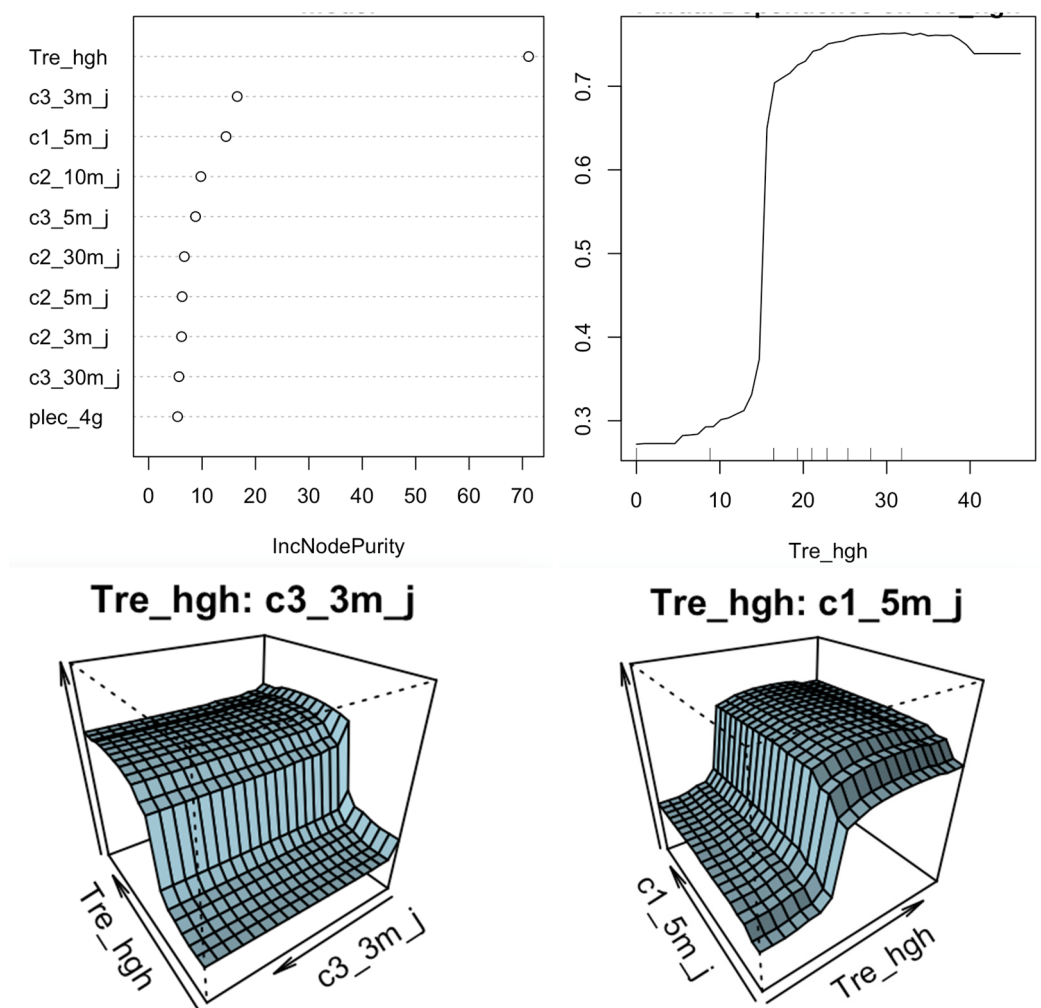 Tre_hgh
c3_3m_j
c1_5m_j
c2_10m_j
c3_5m_j
c2_30m_j
c2_5m_j
c2_3m_j
c3_30m_j
plec_4g
0 10 20 30 40 50 60 70
IncNodePurity
0.7
0.6
0.5
0.4
0.3
0 10 20 30 40
Tre_hgh
Tre_hgh: c3_3m_j
Tre_hgh
c3_3m_j
Tre_hgh: c1_5m_j
c1_5m_j
Tre_hgh